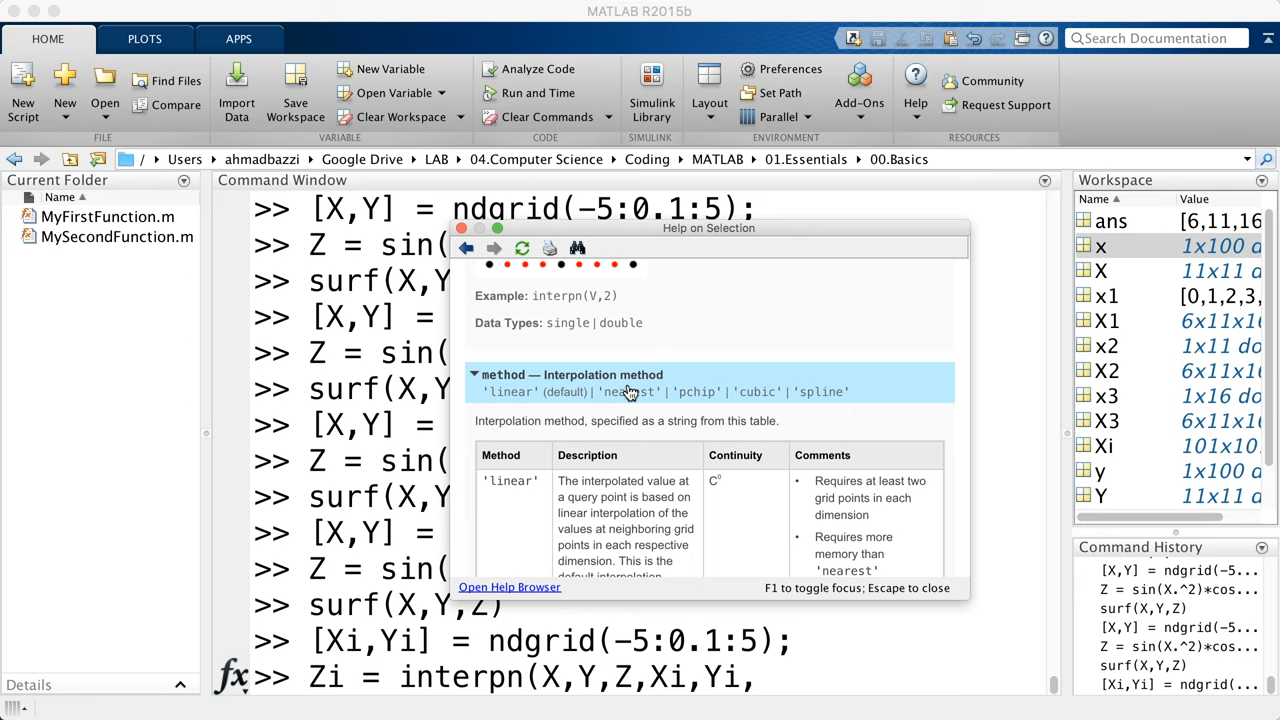 MATLAB R2015b
HOME PLOTS APPS
Search Documentation
New Script
New
Open
Find Files
Compare
Import Data
Save Workspace
New Variable
Open Variable
Clear Workspace
Analyze Code
Run and Time
Clear Commands
Simulink Library
Layout
Preferences
Set Path
Parallel
Add-Ons
Help
Community
Request Support
FILE VARIABLE CODE SIMULINK ENVIRONMENT RESOURCES
/ Users ahmadbazzi Google Drive LAB 04.Computer Science Coding MATLAB 01.Essentials 00.Basics
Current Folder
Name
MyFirstFunction.m
MySecondFunction.m
Details
Command Window
>> [X,Y] = ndgrid(-5:0.1:5);
>> Z = sin(
>> surf(X,Y
>> [X,Y] =
>> Z = sin(
>> surf(X,Y
>> [X,Y] =
>> Z = sin(
>> surf(X,Y
>> [X,Y] =
>> Z = sin(
>> surf(X,Y,Z)
>> [Xi,Yi] = ndgrid(-5:0.1:5);
fx >> Zi = interpn(X,Y,Z,Xi,Yi,
Help on Selection
Example: interpn(V,2)
Data Types: single | double
method — Interpolation method
'linear' (default) | 'nearest' | 'pchip' | 'cubic' | 'spline'
Interpolation method, specified as a string from this table.
Method Description Continuity Comments
'linear'
The interpolated value at
a query point is based on
linear interpolation of the
values at neighboring grid
points in each respective
dimension. This is the
default interpolation
C0
• Requires at least two
grid points in each
dimension
• Requires more
memory than
'nearest'
Open Help Browser
F1 to toggle focus; Escape to close
Workspace
Name Value
ans [6,11,16
x 1x100 d
X 11x11 d
x1 [0,1,2,3,
X1 6x11x16
x2 1x11 do
X2 6x11x16
x3 1x16 do
X3 6x11x16
Xi 101x10
y 1x100 d
Y 11x11 d
Command History
[X,Y] = ndgrid(-5...
Z = sin(X.^2)*cos...
surf(X,Y,Z)
[X,Y] = ndgrid(-5...
Z = sin(X.^2)*cos...
surf(X,Y,Z)
[Xi,Yi] = ndgrid(...